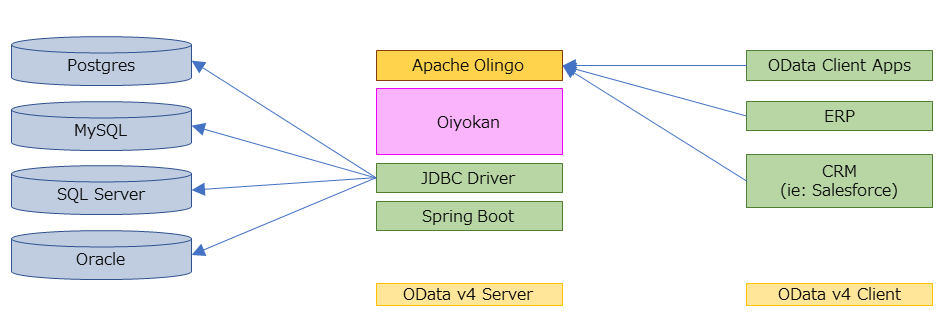 Postgres
MySQL
SQL Server
Oracle
Apache Olingo
Oiyokan
JDBC Driver
Spring Boot
OData v4 Server
OData Client Apps
ERP
CRM
(ie: Salesforce)
OData v4 Client